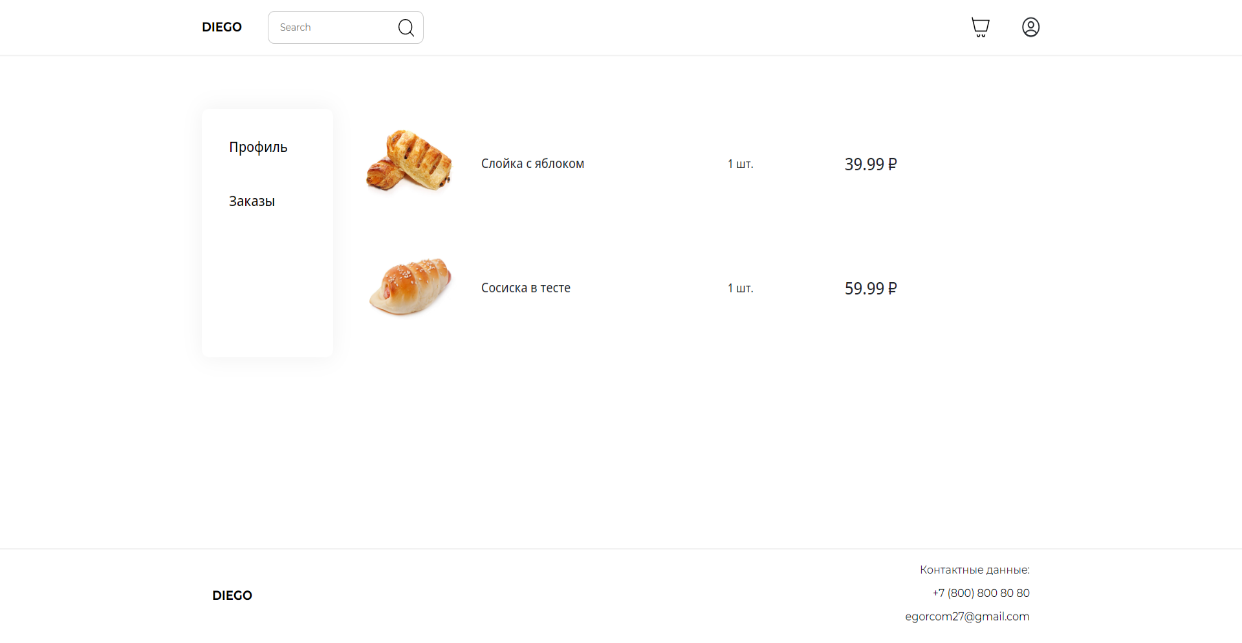 DIEGO
Search
Профиль
Заказы
Слойка с яблоком 1 шт. 39.99 ₽
Сосиска в тесте 1 шт. 59.99 ₽
DIEGO
Контактные данные:
+7 (800) 800 80 80
egorcom27@gmail.com